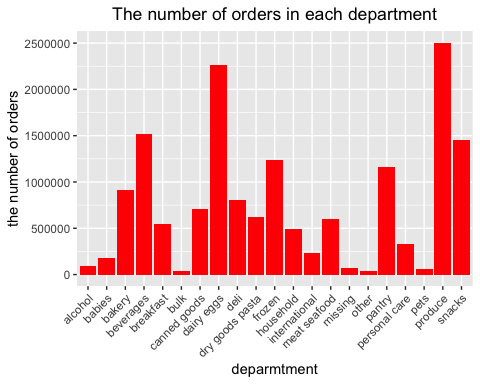 The number of orders in each department
the number of orders
2500000
2000000
1500000
1000000
500000
0
alcohol
babies
bakery
beverages
breakfast
bulk
canned goods
dairy eggs
deli
dry goods pasta
frozen
household
international
meat seafood
missing
other
pantry
personal care
pets
produce
snacks
deparmtment